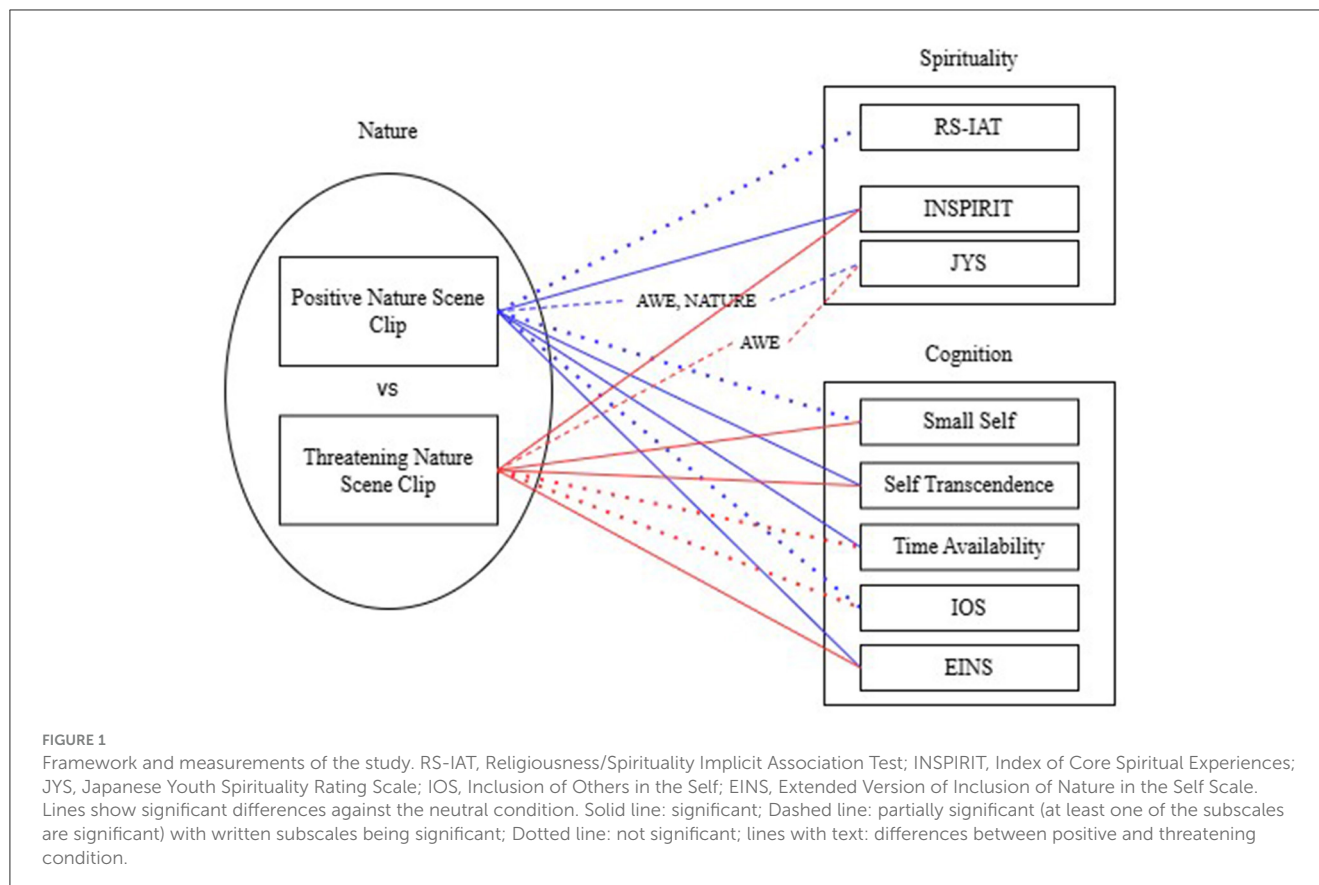 Nature
Positive Nature Scene
Clip
vs
Threatening Nature
Scene Clip
AWE, NATURE
AWE
Spirituality
RS-IAT
INSPIRIT
JYS
Cognition
Small Self
Self Transcendence
Time Availability
IOS
EINS
FIGURE 1
Framework and measurements of the study. RS-IAT, Religiousness/Spirituality Implicit Association Test; INSPIRIT, Index of Core Spiritual Experiences;
JYS, Japanese Youth Spirituality Rating Scale; IOS, Inclusion of Others in the Self; EINS, Extended Version of Inclusion of Nature in the Self Scale.
Lines show significant differences against the neutral condition. Solid line: significant; Dashed line: partially significant (at least one of the subscales
are significant) with written subscales being significant; Dotted line: not significant; lines with text: differences between positive and threatening
condition.